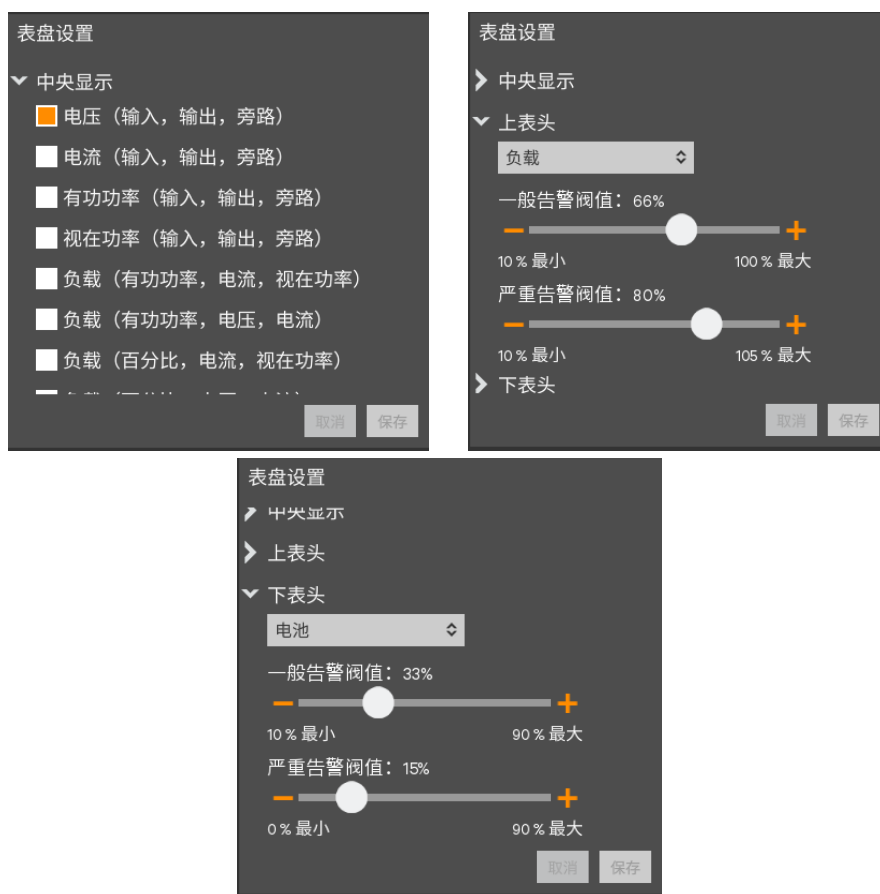 表盘设置
中央显示
电压（输入，输出，旁路）
电流（输入，输出，旁路）
有功功率（输入，输出，旁路）
视在功率（输入，输出，旁路）
负载（有功功率，电流，视在功率）
负载（有功功率，电压，电流）
负载（百分比，电流，视在功率）
取消 保存
表盘设置
中央显示
上表头
负载
一般告警阀值：66%
10 % 最小 100 % 最大
严重告警阀值：80%
10 % 最小 105 % 最大
下表头
取消 保存
表盘设置
中央显示
上表头
下表头
电池
一般告警阀值：33%
10 % 最小 90 % 最大
严重告警阀值：15%
0 % 最小 90 % 最大
取消 保存